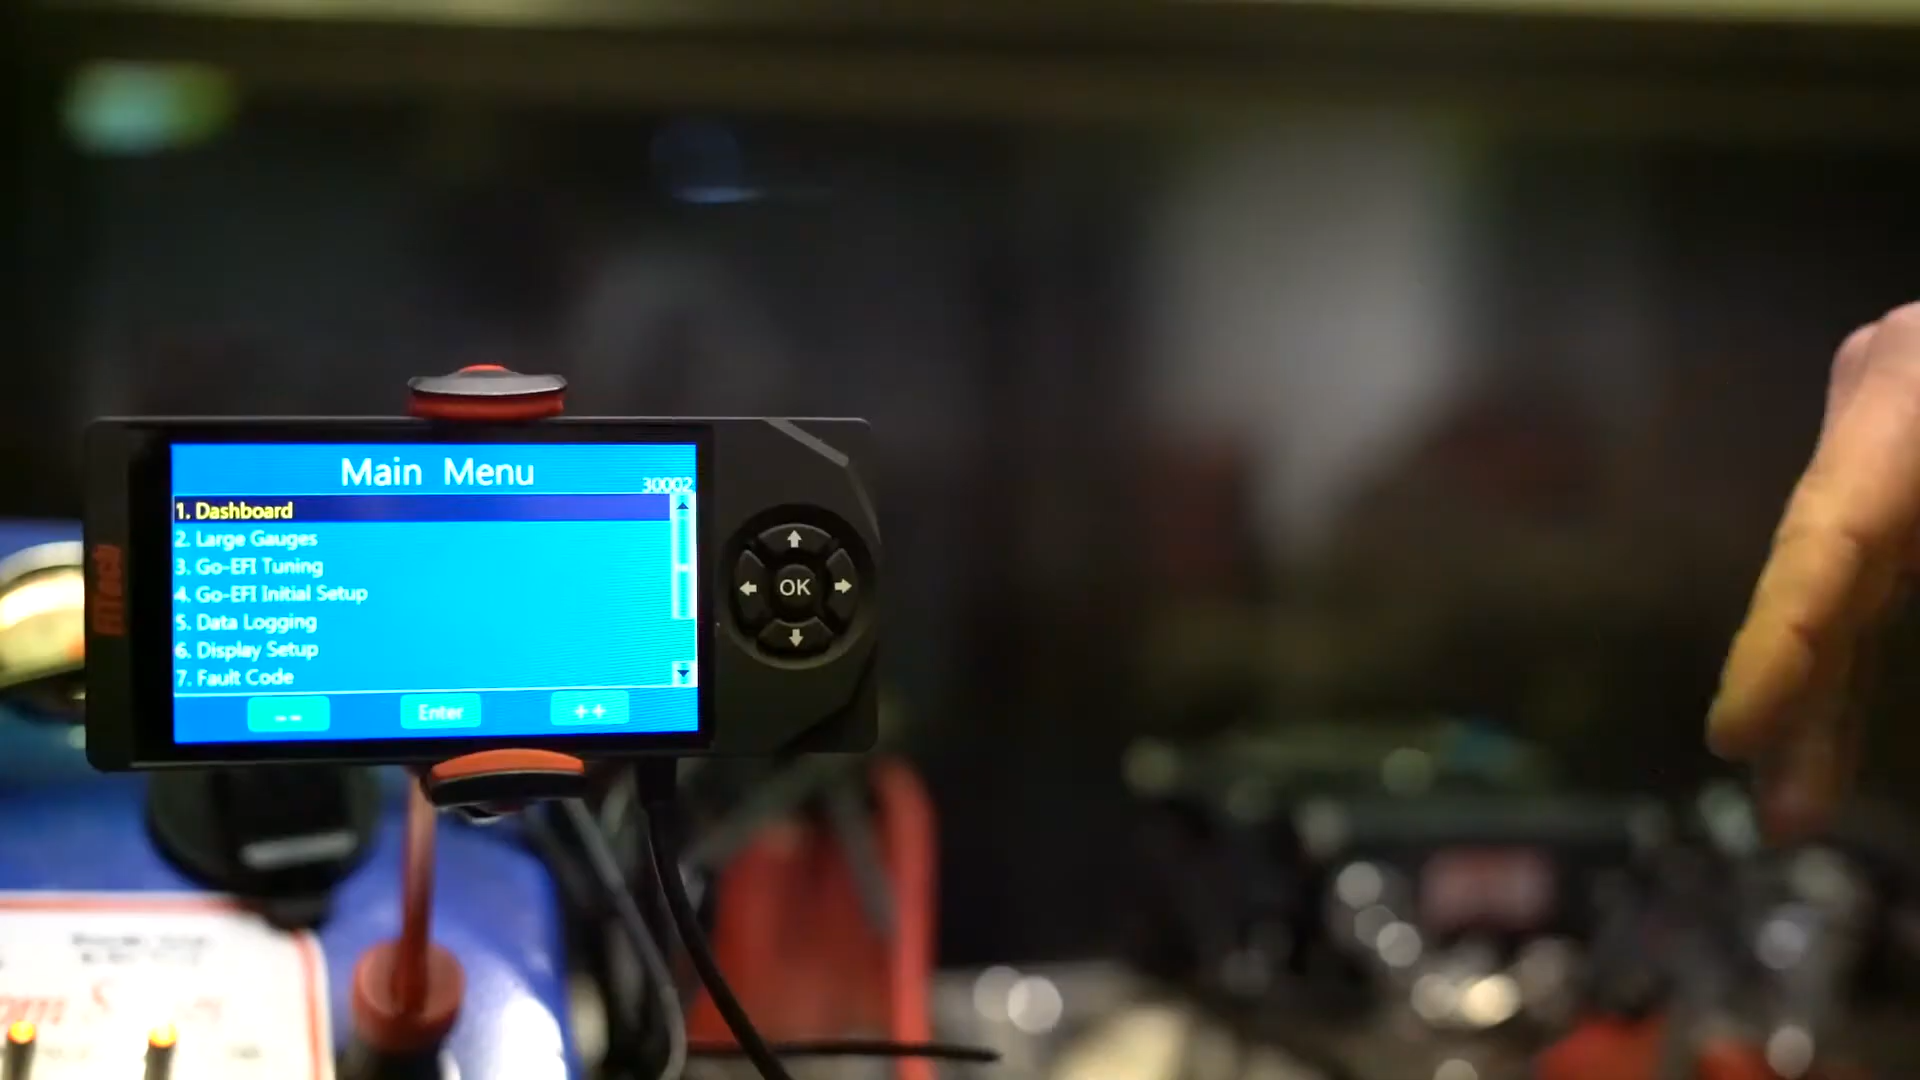 Main Menu
30002
1. Dashboard
2. Large Gauges
3. Go-EFI Tuning
4. Go-EFI Initial Setup
5. Data Logging
6. Display Setup
7. Fault Code
--
Enter
++
OK